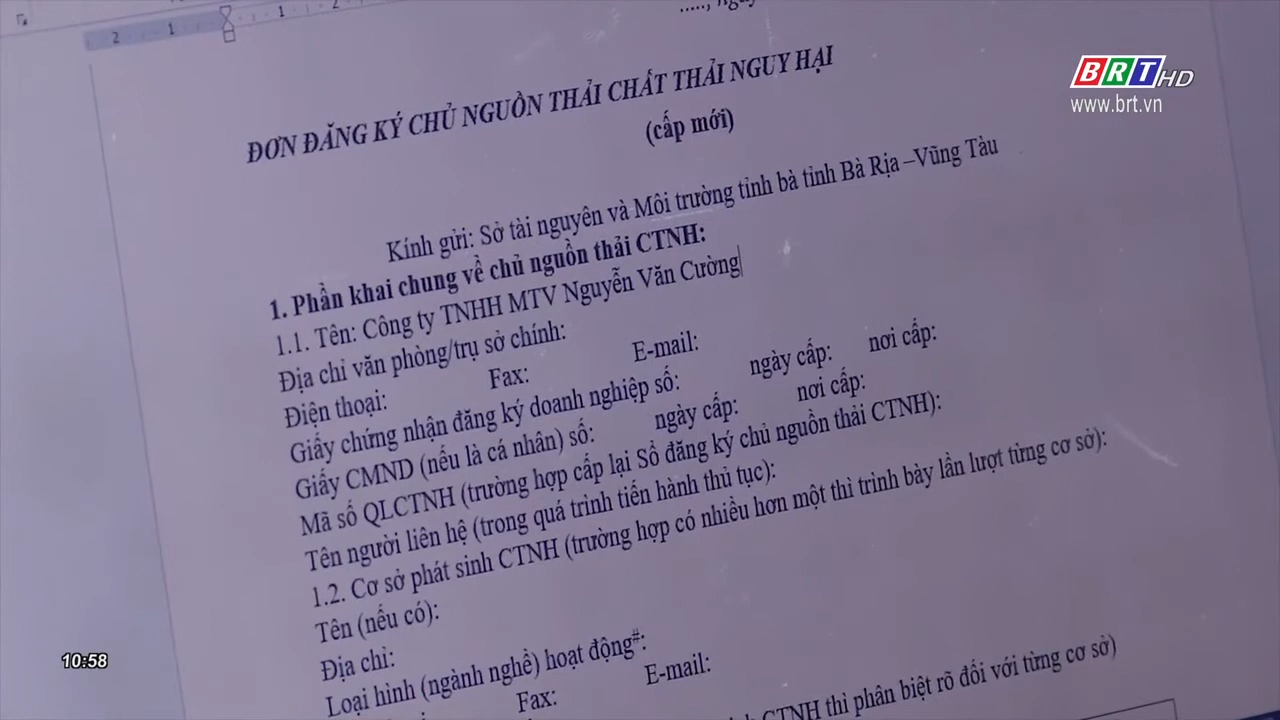 2 1 1 2
....., ngày
BRT HD
www.brt.vn
ĐƠN ĐĂNG KÝ CHỦ NGUỒN THẢI CHẤT THẢI NGUY HẠI
(cấp mới)
Kính gửi: Sở tài nguyên và Môi trường tỉnh bà tỉnh Bà Rịa –Vũng Tàu
1. Phần khai chung về chủ nguồn thải CTNH:
1.1. Tên: Công ty TNHH MTV Nguyễn Văn Cường
Địa chỉ văn phòng/trụ sở chính:
Điện thoại: Fax: E-mail:
Giấy chứng nhận đăng ký doanh nghiệp số: ngày cấp: nơi cấp:
Giấy CMND (nếu là cá nhân) số: ngày cấp: nơi cấp:
Mã số QLCTNH (trường hợp cấp lại Sổ đăng ký chủ nguồn thải CTNH):
Tên người liên hệ (trong quá trình tiến hành thủ tục):
1.2. Cơ sở phát sinh CTNH (trường hợp có nhiều hơn một thì trình bày lần lượt từng cơ sở):
Tên (nếu có):
Địa chỉ:
Loại hình (ngành nghề) hoạt động#:
Fax: E-mail:
CTNH thì phân biệt rõ đối với từng cơ sở)
10:58